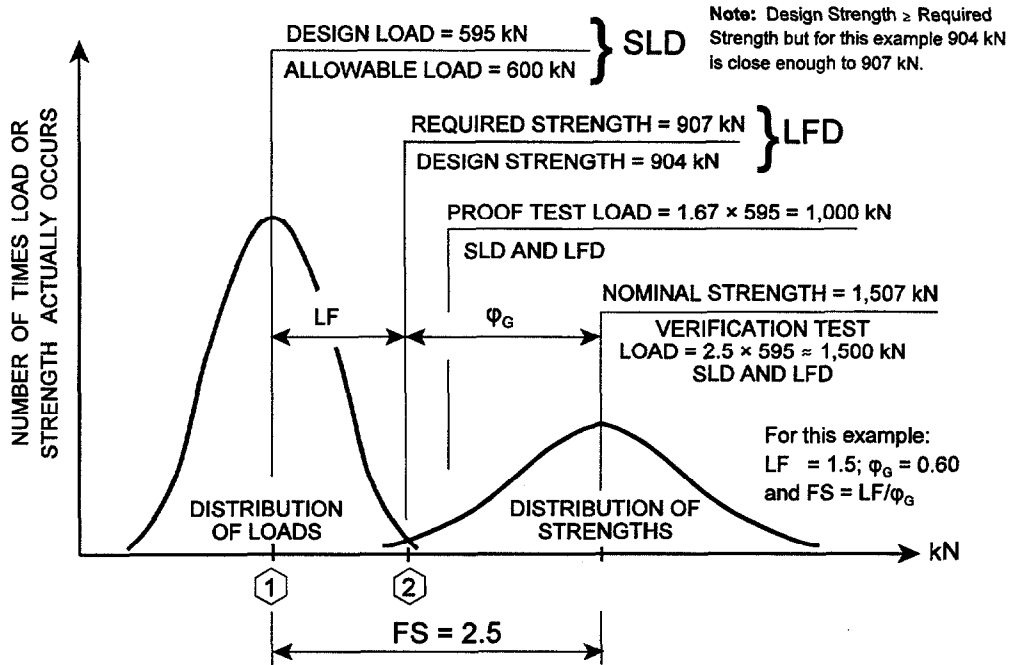 DESIGN LOAD = 595 kN
ALLOWABLE LOAD = 600 kN
} SLD
Note: Design Strength ≥ Required
Strength but for this example 904 kN
is close enough to 907 kN.
REQUIRED STRENGTH = 907 kN
DESIGN STRENGTH = 904 kN
} LFD
PROOF TEST LOAD = 1.67 × 595 = 1,000 kN
SLD AND LFD
NOMINAL STRENGTH = 1,507 kN
VERIFICATION TEST
LOAD = 2.5 × 595 ≈ 1,500 kN
SLD AND LFD
NUMBER OF TIMES LOAD OR
STRENGTH ACTUALLY OCCURS
LF
φG
For this example:
LF = 1.5; φG = 0.60
and FS = LF/φG
DISTRIBUTION
OF LOADS
DISTRIBUTION OF
STRENGTHS
kN
1
2
FS = 2.5